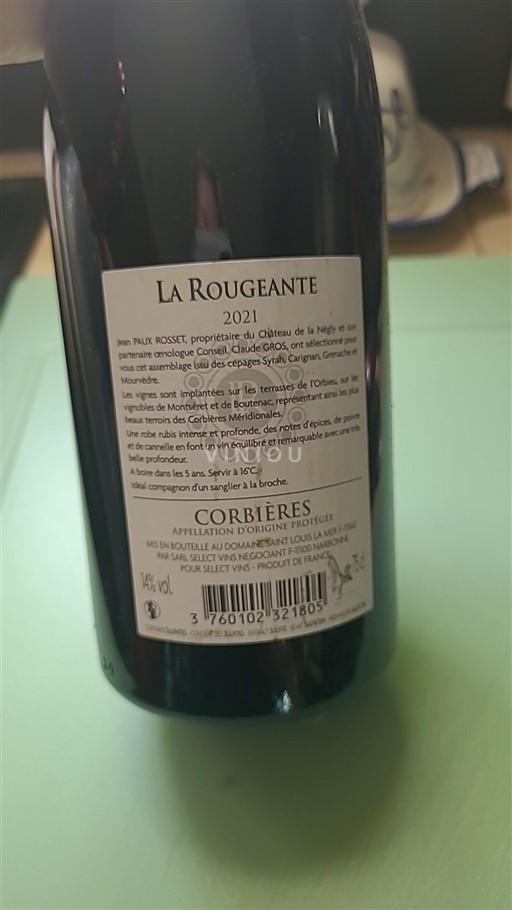 LA ROUGEANTE
2021
Jean PAUX ROSSET, propriétaire du Château de la Négly et son
partenaire œnologue Conseil, Claude GROS, ont sélectionné pour
vous cet assemblage issu des cépages Syrah, Carignan, Grenache et
Mourvèdre.
Les vignes sont implantées sur les terrasses de l'Orbieu, sur les
vignobles de Montséret et de Boutenac, représentant ainsi les plus
beaux terroirs des Corbières Méridionales.
Une robe rubis intense et profonde, des notes d'épices, de poivre
et de cannelle en font un vin équilibré et remarquable avec une très
belle profondeur.
VINJOU
A boire dans les 5 ans. Servir à 16°C.
Idéal compagnon d'un sanglier à la broche.
CORBIÈRES
APPELLATION D'ORIGINE PROTÉGÉE
MIS EN BOUTEILLE AU DOMAINE SAINT LOUIS LA MER F-11560
PAR SARL SELECT VINS NEGOCIANT F-11100 NARBONNE
POUR SELECT VINS - PRODUIT DE FRANCE
14% vol.
3 760102 321805